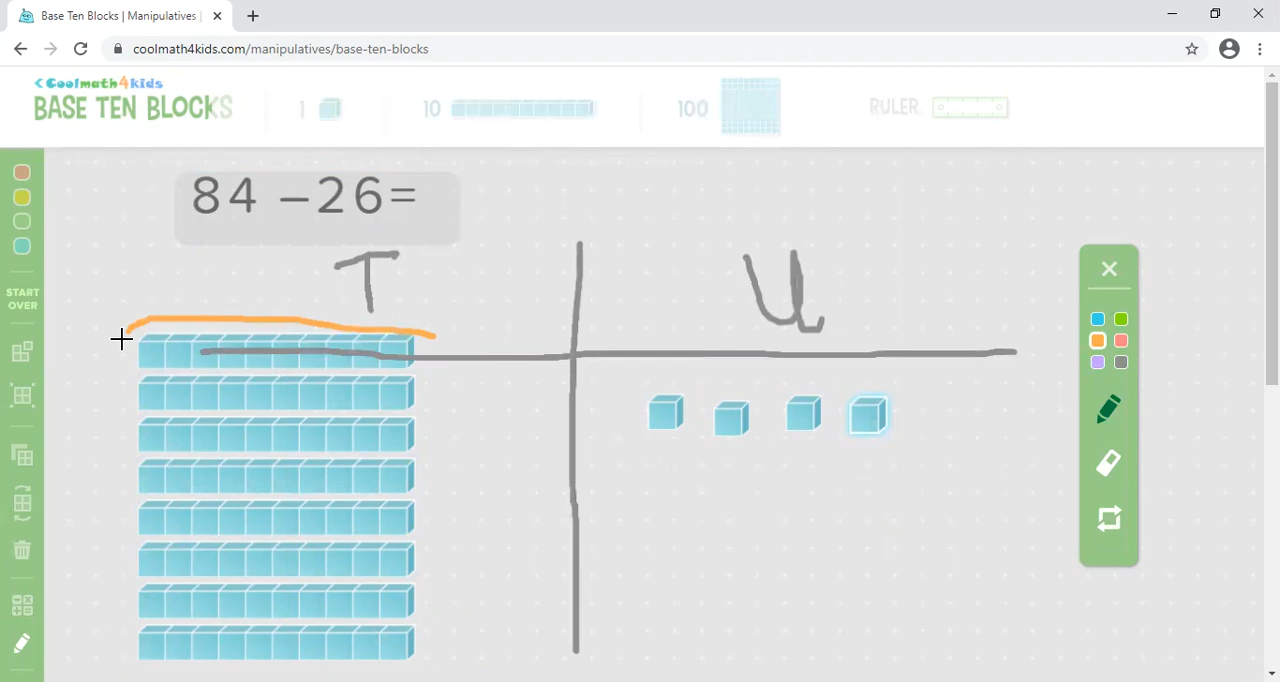 Base Ten Blocks | Manipulatives |
coolmath4kids.com/manipulatives/base-ten-blocks
<Coolmath4kids
BASE TEN BLOCKS
1
10
100
RULER
84 –26=
T
U
START
OVER